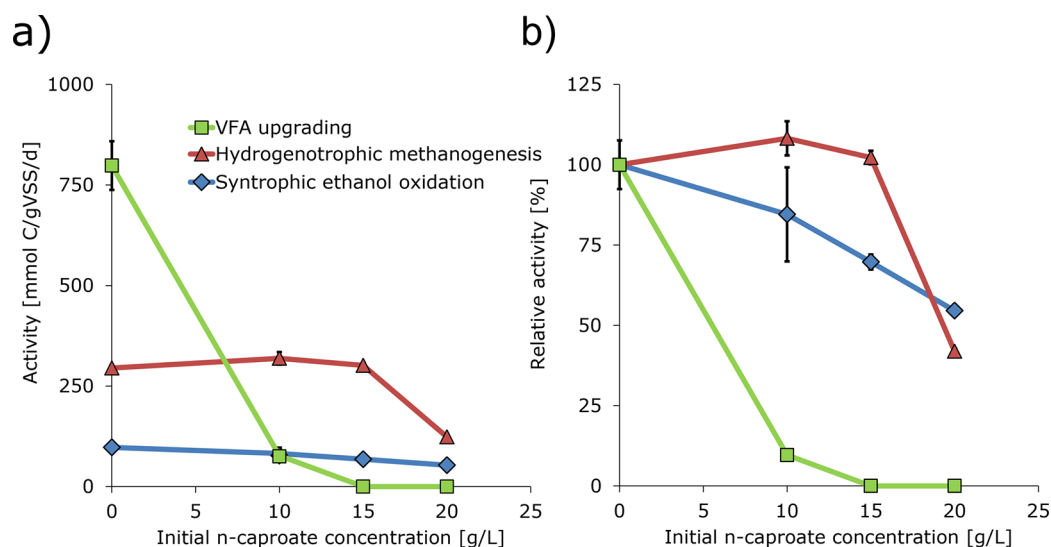 a)
Activity [mmol C/gVSS/d]
1000
750
500
250
0
VFA upgrading
Hydrogenotrophic methanogenesis
Syntrophic ethanol oxidation
0 5 10 15 20 25
Initial n-caproate concentration [g/L]
b)
Relative activity [%]
125
100
75
50
25
0
0 5 10 15 20 25
Initial n-caproate concentration [g/L]